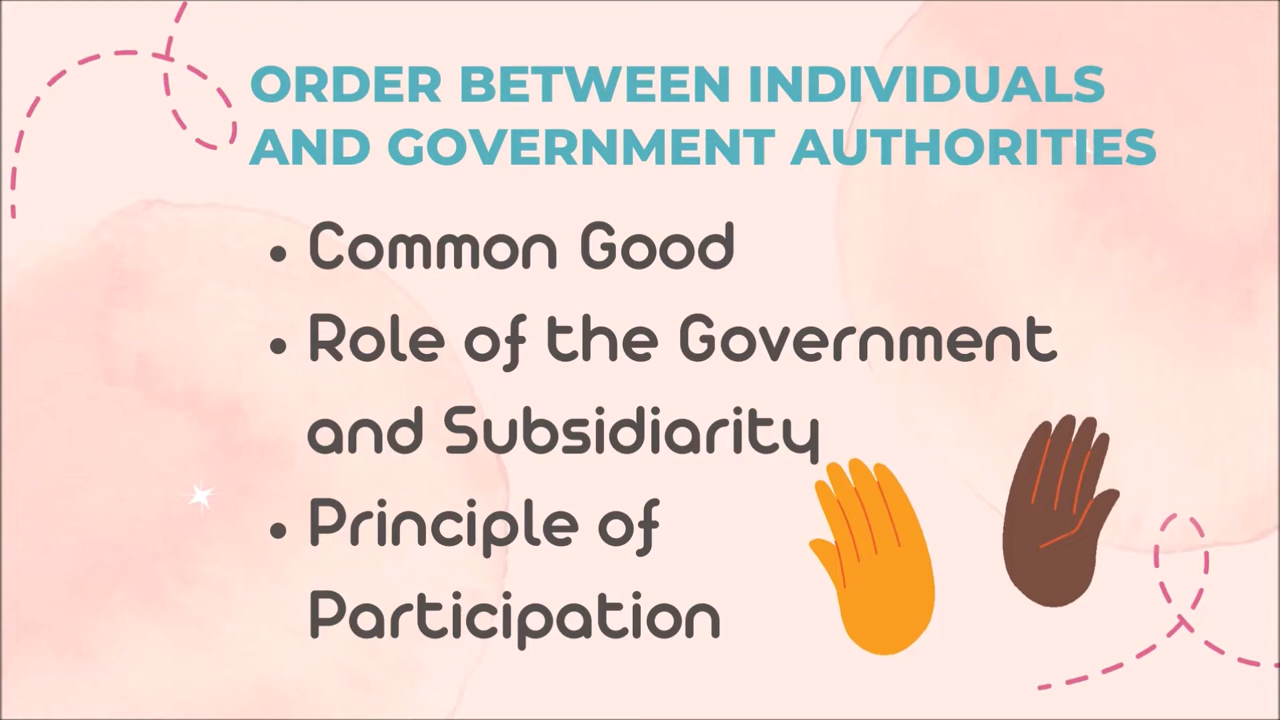 ORDER BETWEEN INDIVIDUALS
AND GOVERNMENT AUTHORITIES
• Common Good
• Role of the Government
and Subsidiarity
• Principle of
Participation